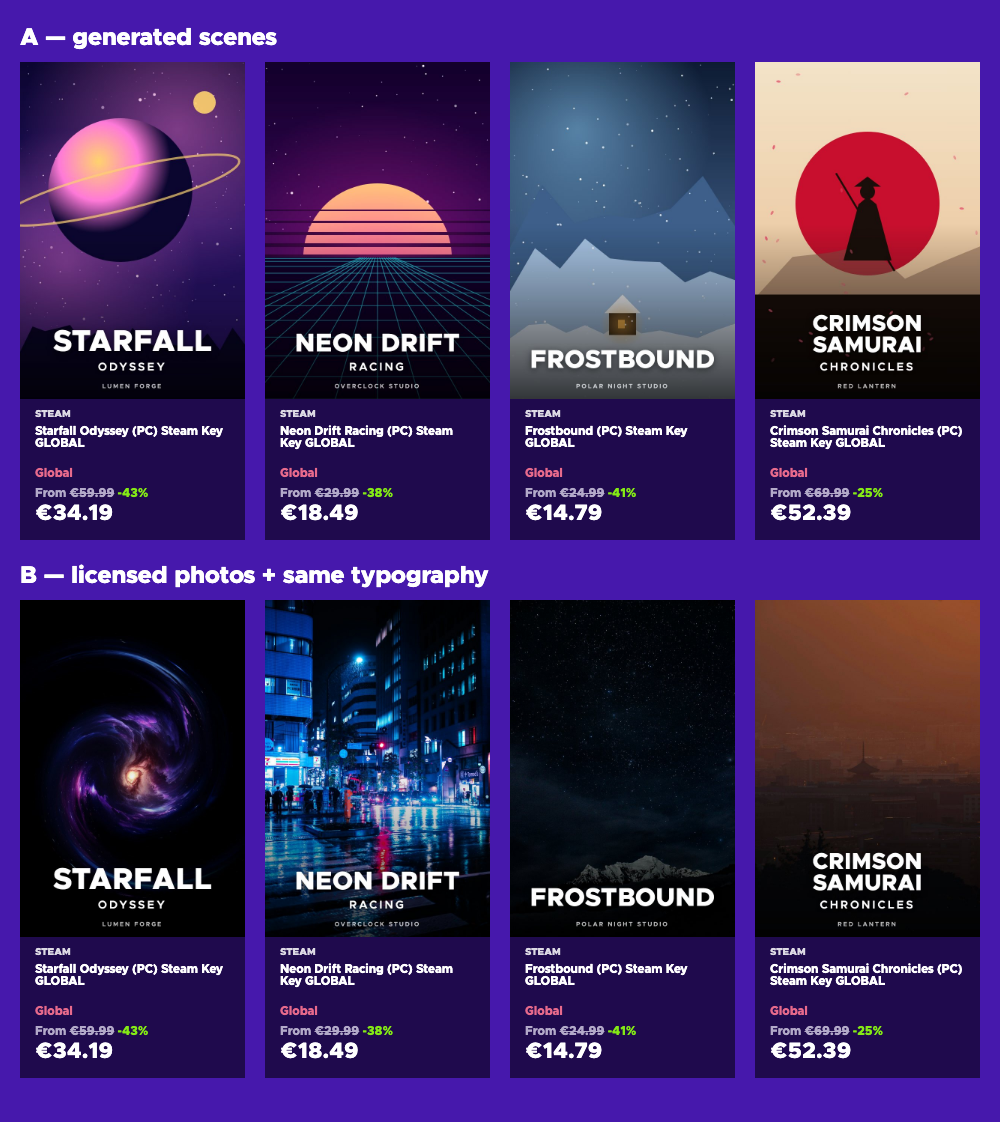 A — generated scenes
STARFALL
ODYSSEY
LUMEN FORGE
STEAM
Starfall Odyssey (PC) Steam Key
GLOBAL
Global
From €59.99 -43%
€34.19
NEON DRIFT
RACING
OVERCLOCK STUDIO
STEAM
Neon Drift Racing (PC) Steam
Key GLOBAL
Global
From €29.99 -38%
€18.49
FROSTBOUND
POLAR NIGHT STUDIO
STEAM
Frostbound (PC) Steam Key
GLOBAL
Global
From €24.99 -41%
€14.79
CRIMSON
SAMURAI
CHRONICLES
RED LANTERN
STEAM
Crimson Samurai Chronicles (PC)
Steam Key GLOBAL
Global
From €69.99 -25%
€52.39
B — licensed photos + same typography
STARFALL
ODYSSEY
LUMEN FORGE
STEAM
Starfall Odyssey (PC) Steam Key
GLOBAL
Global
From €59.99 -43%
€34.19
NEON DRIFT
RACING
OVERCLOCK STUDIO
STEAM
Neon Drift Racing (PC) Steam
Key GLOBAL
Global
From €29.99 -38%
€18.49
FROSTBOUND
POLAR NIGHT STUDIO
STEAM
Frostbound (PC) Steam Key
GLOBAL
Global
From €24.99 -41%
€14.79
CRIMSON
SAMURAI
CHRONICLES
RED LANTERN
STEAM
Crimson Samurai Chronicles (PC)
Steam Key GLOBAL
Global
From €69.99 -25%
€52.39